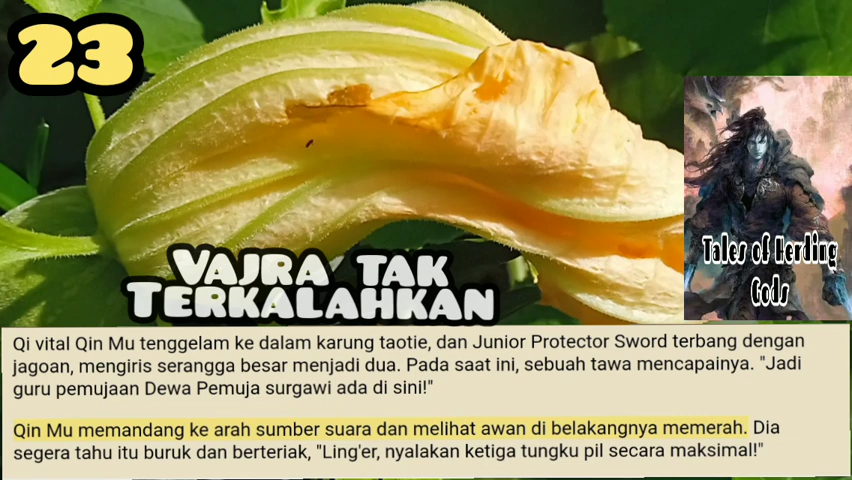 23
Tales of Herding
Gods
VAJRA TAK
TERKALAHKAN
Qi vital Qin Mu tenggelam ke dalam karung taotie, dan Junior Protector Sword terbang dengan
jagoan, mengiris serangga besar menjadi dua. Pada saat ini, sebuah tawa mencapainya. "Jadi
guru pemujaan Dewa Pemuja surgawi ada di sini!"
Qin Mu memandang ke arah sumber suara dan melihat awan di belakangnya memerah. Dia
segera tahu itu buruk dan berteriak, "Ling'er, nyalakan ketiga tungku pil secara maksimal!"